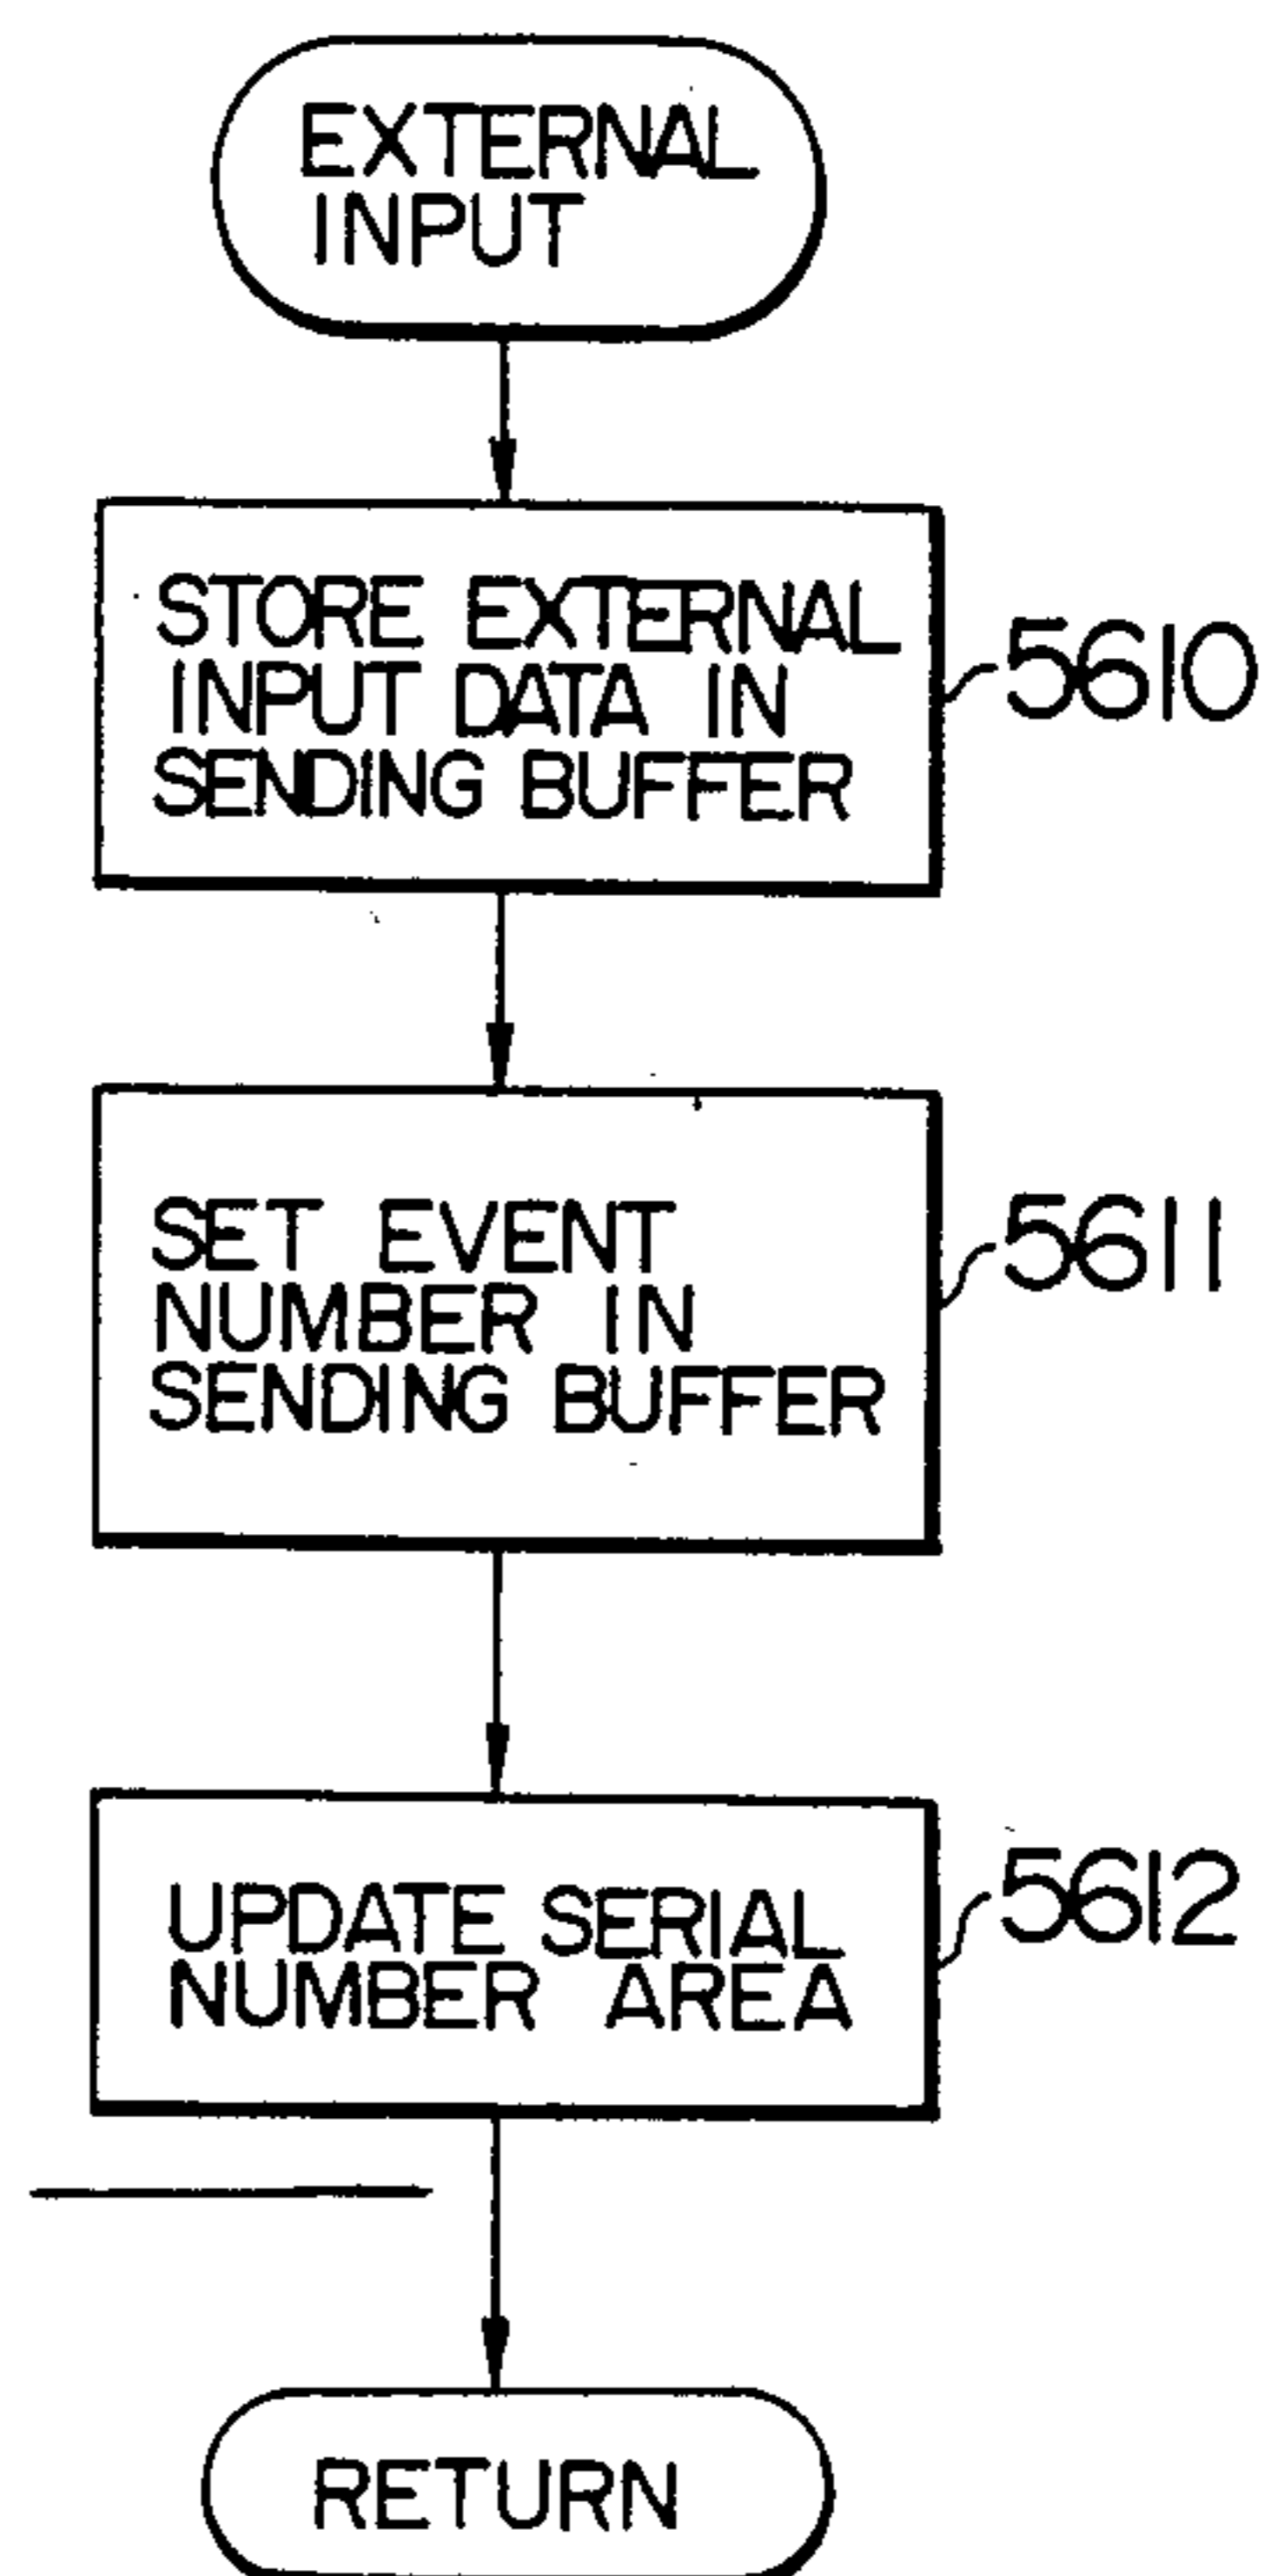 EXTERNAL
INPUT
STORE EXTERNAL
INPUT DATA IN
SENDING BUFFER
5610
SET EVENT
NUMBER IN
SENDING BUFFER
5611
UPDATE SERIAL
NUMBER AREA
5612
RETURN